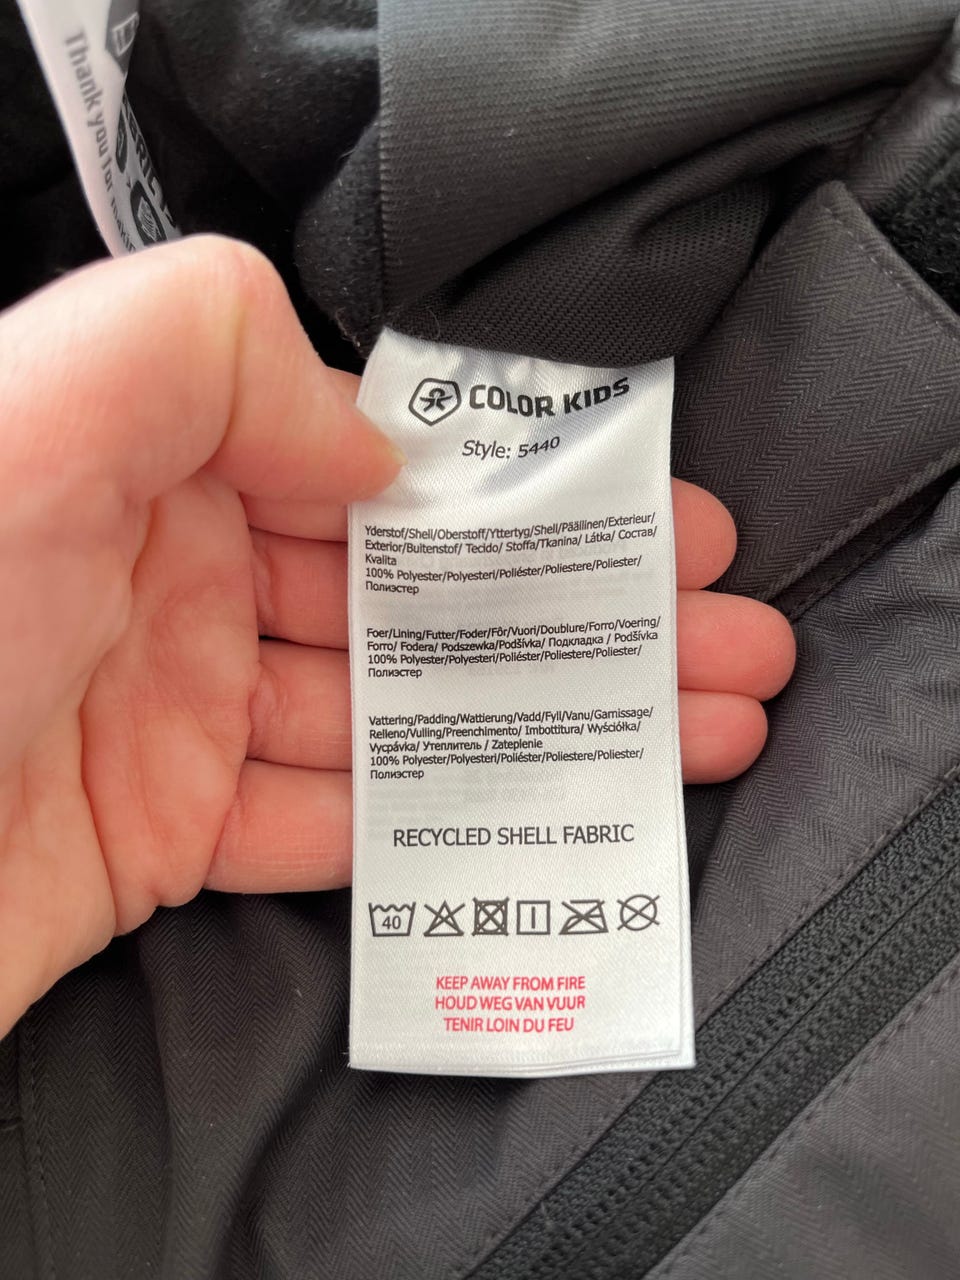 Thank you for
COLOR KIDS
Style: 5440
Yderstof/Shell/Oberstoff/Yttertyg/Shell/Päällinen/Exterieur/
Exterior/Buitenstof/ Tecido/ Stoffa/Tkanina/ Látka/ Состав/
Kvalita
100% Polyester/Polyesteri/Poliéster/Poliestere/Poliester/
Полиэстер
Foer/Lining/Futter/Foder/Fôr/Vuori/Doublure/Forro/Voering/
Forro/ Fodera/ Podszewka/Podšívka/ Подкладка / Podšívka
100% Polyester/Polyesteri/Poliéster/Poliestere/Poliester/
Полиэстер
Vattering/Padding/Wattierung/Vadd/Fyll/Vanu/Garnissage/
Relleno/Vulling/Preenchimento/ Imbottitura/ Wyściółka/
Vycpávka/ Утеплитель / Zateplenie
100% Polyester/Polyesteri/Poliéster/Poliestere/Poliester/
Полиэстер
RECYCLED SHELL FABRIC
40
KEEP AWAY FROM FIRE
HOUD WEG VAN VUUR
TENIR LOIN DU FEU